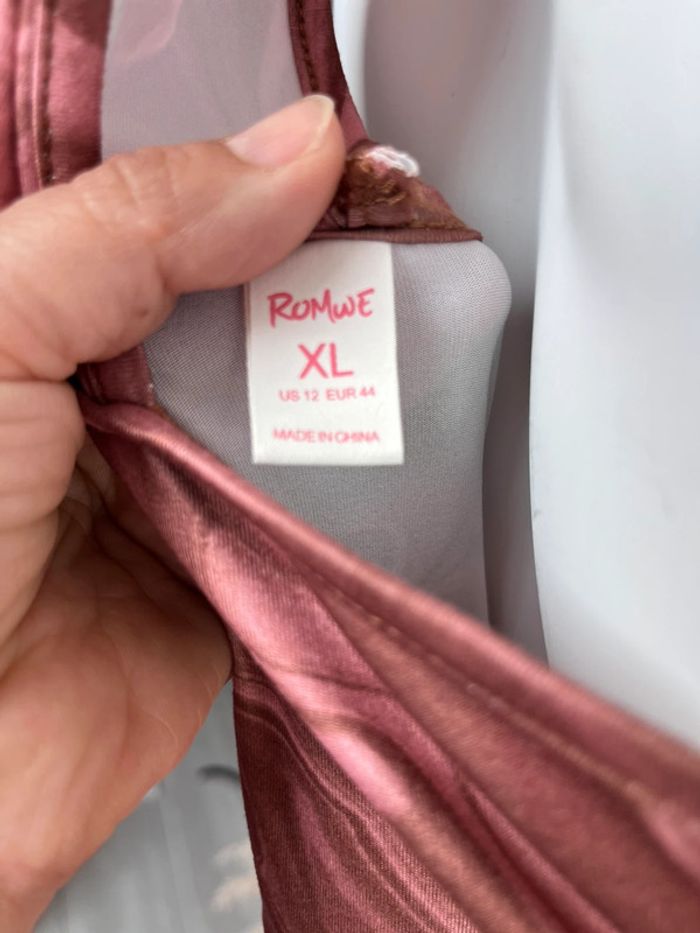 ROMWE
XL
US 12 EUR 44
MADE IN CHINA